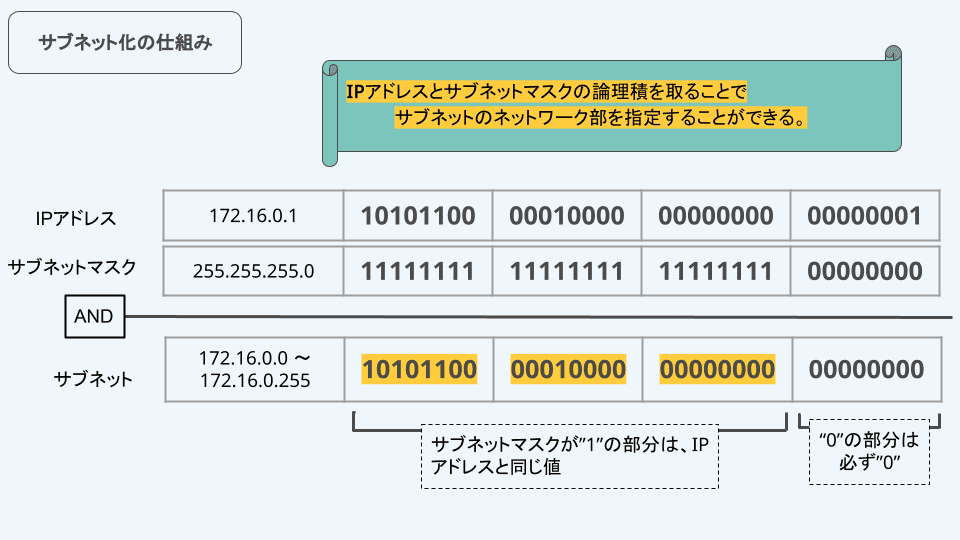 サブネット化の仕組み
IPアドレスとサブネットマスクの論理積を取ることで
サブネットのネットワーク部を指定することができる。
IPアドレス 172.16.0.1 10101100 00010000 00000000 00000001
サブネットマスク 255.255.255.0 11111111 11111111 11111111 00000000
AND
サブネット 172.16.0.0 〜 10101100 00010000 00000000 00000000
172.16.0.255
サブネットマスクが”1”の部分は、IP
アドレスと同じ値
“0”の部分は
必ず”0”